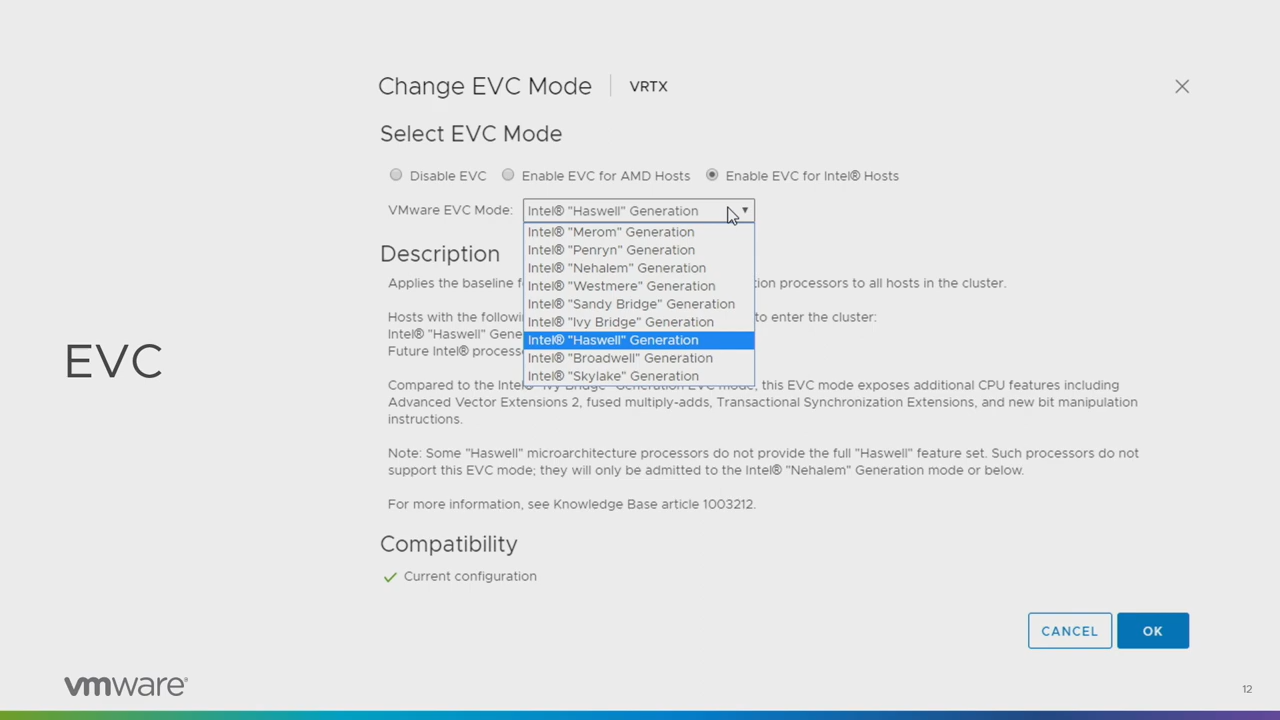 Change EVC Mode | VRTX
Select EVC Mode
Disable EVC Enable EVC for AMD Hosts Enable EVC for Intel® Hosts
VMware EVC Mode: Intel® "Haswell" Generation
Intel® "Merom" Generation
Intel® "Penryn" Generation
Intel® "Nehalem" Generation
Intel® "Westmere" Generation
Intel® "Sandy Bridge" Generation
Intel® "Ivy Bridge" Generation
Intel® "Haswell" Generation
Intel® "Broadwell" Generation
Intel® "Skylake" Generation
Description
Applies the baseline processors to all hosts in the cluster.
Hosts with the following to enter the cluster:
Intel® "Haswell"
Future Intel®
Compared to the "Ivy Bridge" Generation EVC mode, this EVC mode exposes additional CPU features including
Advanced Vector Extensions 2, fused multiply-adds, Transactional Synchronization Extensions, and new bit manipulation
instructions.
Note: Some "Haswell" microarchitecture processors do not provide the full "Haswell" feature set. Such processors do not
support this EVC mode; they will only be admitted to the Intel® "Nehalem" Generation mode or below.
For more information, see Knowledge Base article 1003212.
Compatibility
Current configuration
CANCEL OK
EVC
vmware®
12